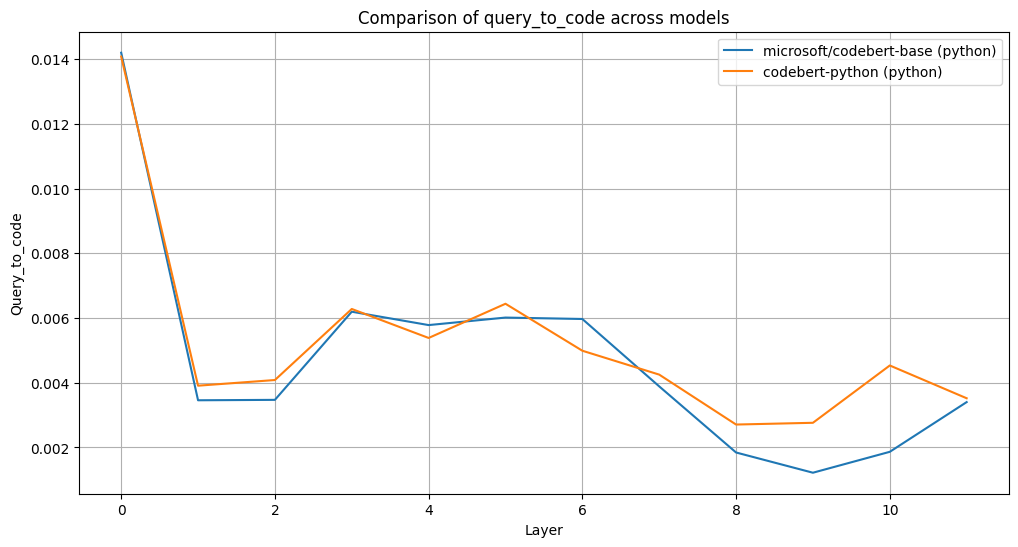 Comparison of query_to_code across models
microsoft/codebert-base (python)
codebert-python (python)
0.014
0.012
0.010
0.008
0.006
0.004
0.002
Query_to_code
0 2 4 6 8 10
Layer